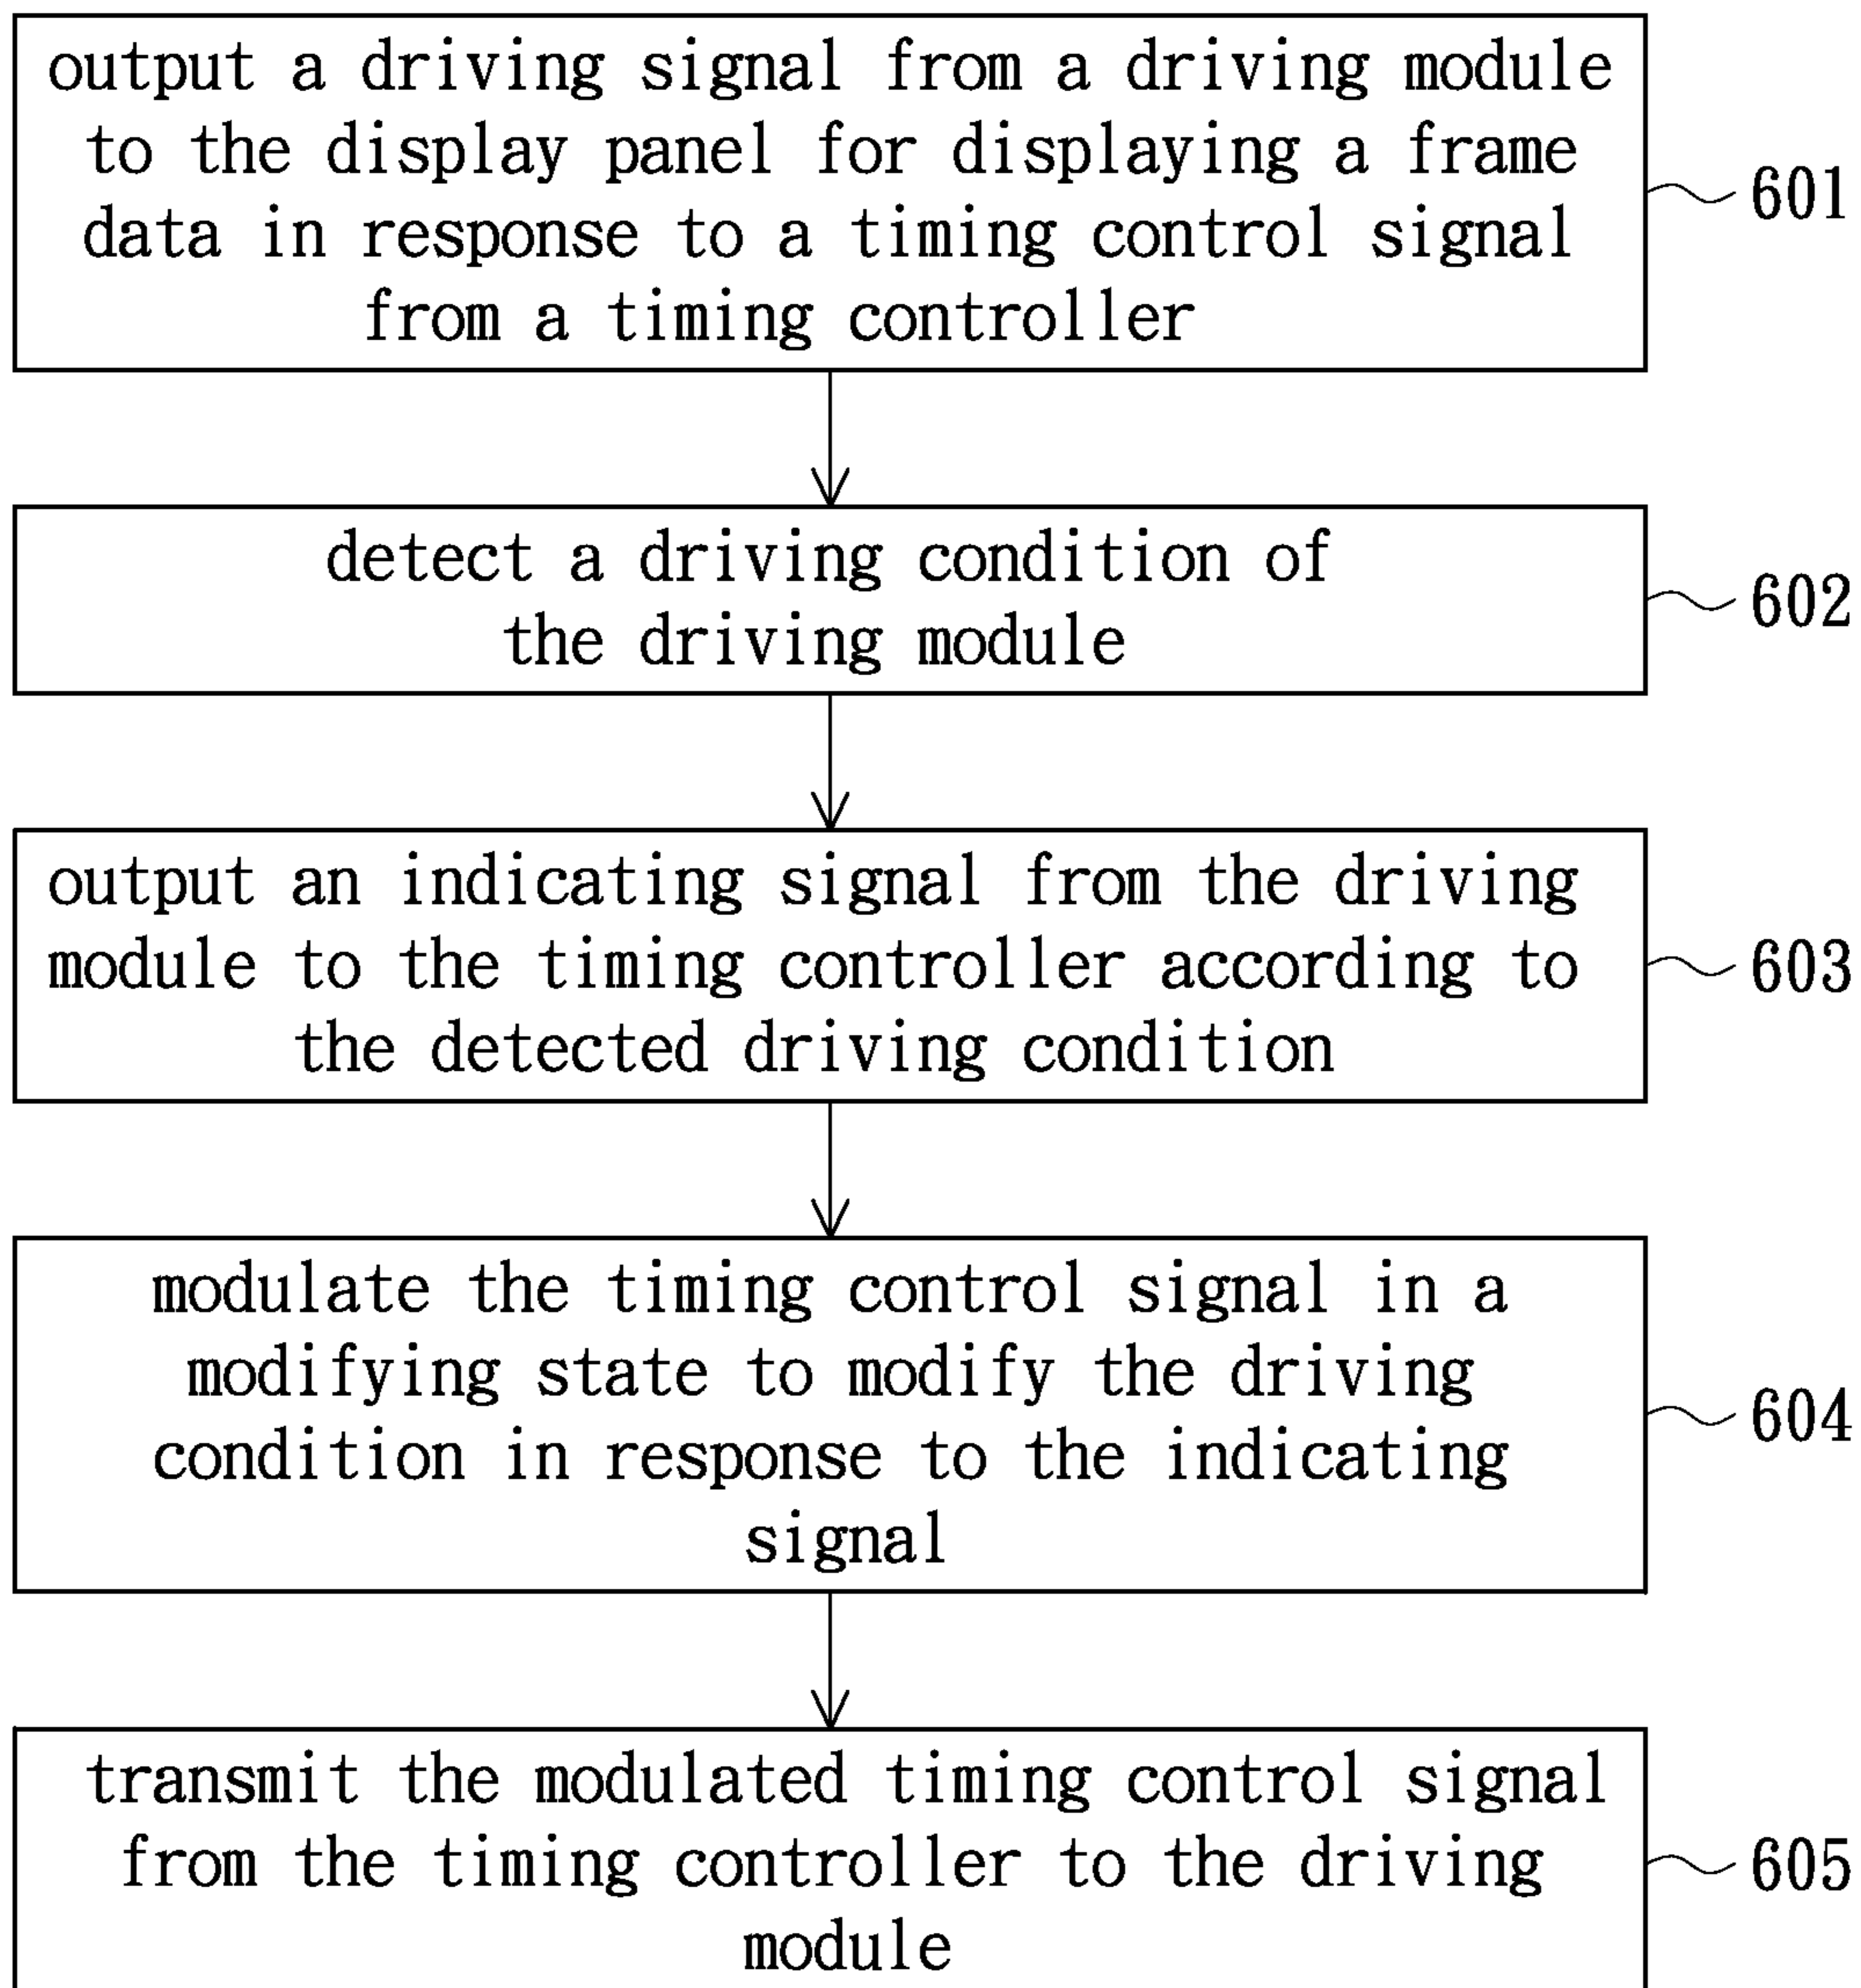 output a driving signal from a driving module
to the display panel for displaying a frame
data in response to a timing control signal
from a timing controller
601
detect a driving condition of
the driving module
602
output an indicating signal from the driving
module to the timing controller according to
the detected driving condition
603
modulate the timing control signal in a
modifying state to modify the driving
condition in response to the indicating
signal
604
transmit the modulated timing control signal
from the timing controller to the driving
module
605